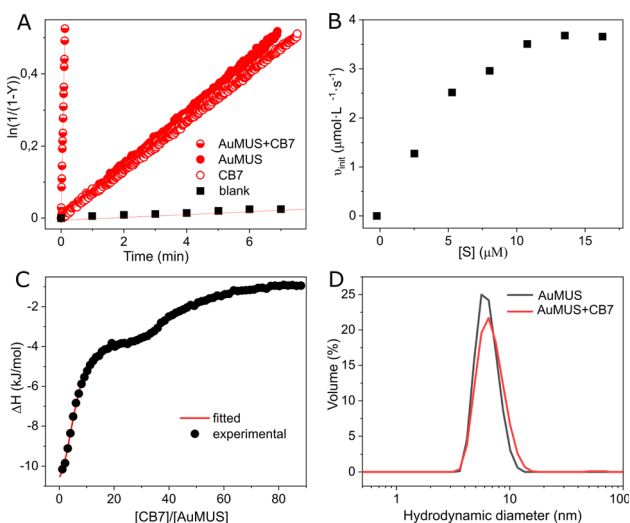 A
ln(1/(1-Y))
0,4
0,2
0
AuMUS+CB7
AuMUS
CB7
blank
0 2 4 6
Time (min)
B
υinit (μmol·L⁻¹·s⁻¹)
4
3
2
1
0
0 5 10 15
[S] (μM)
C
ΔH (kJ/mol)
-2
-4
-6
-8
-10
fitted
experimental
0 20 40 60 80
[CB7]/[AuMUS]
D
Volume (%)
25
20
15
10
5
0
AuMUS
AuMUS+CB7
1 10 100
Hydrodynamic diameter (nm)